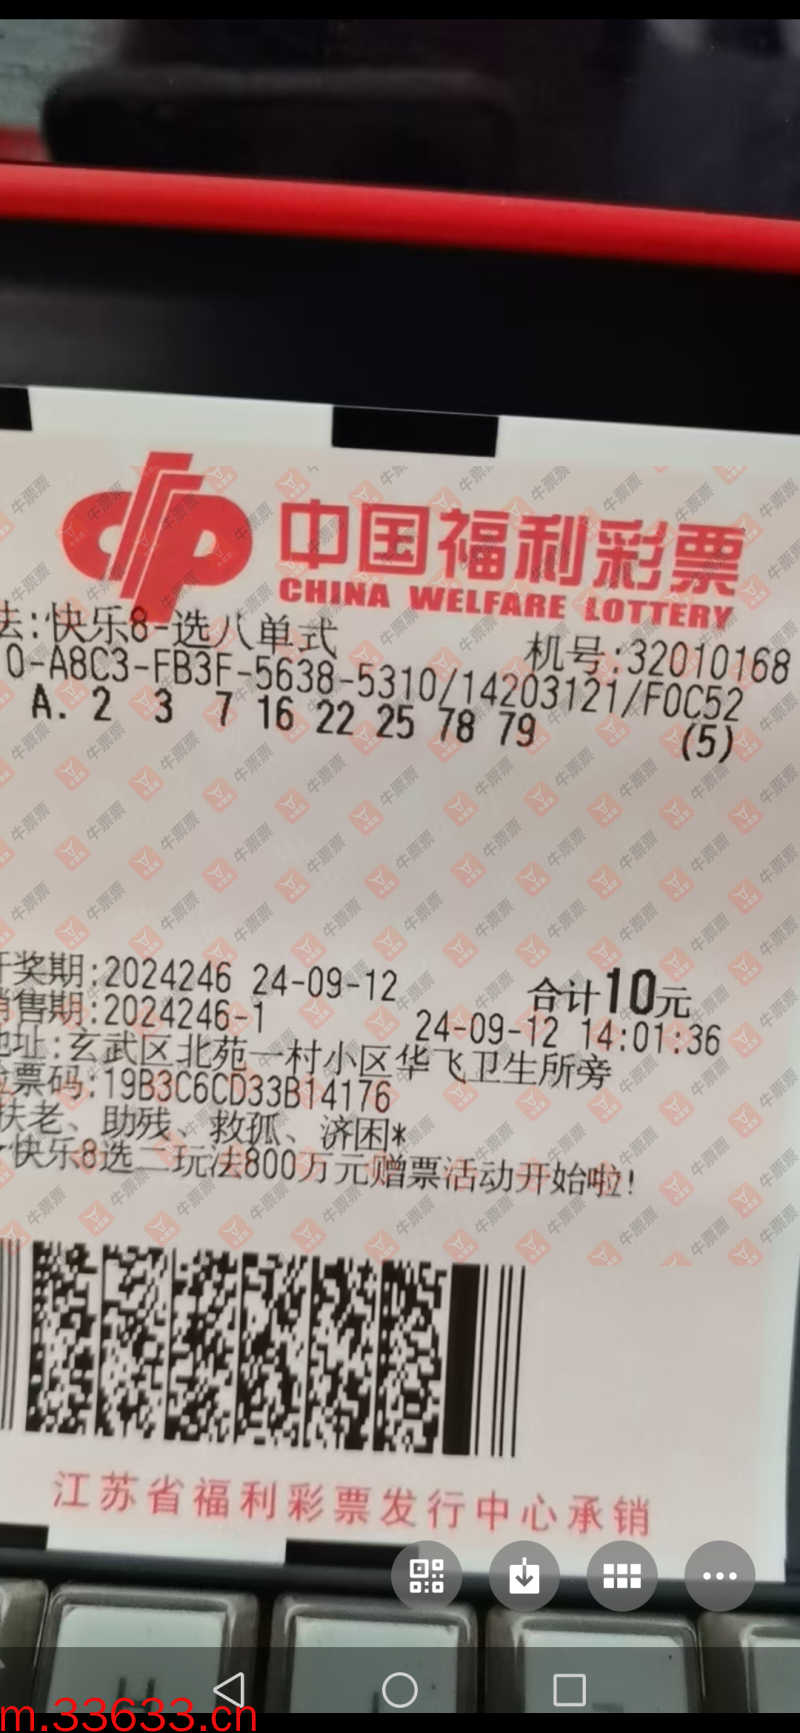 中国福利彩票
CHINA WELFARE LOTTERY
法:快乐8-选八单式
机号:32010168
0-A8C3-FB3F-5638-5310/14203121/F0C52
A. 2 3 7 16 22 25 78 79 (5)
开奖期:2024246 24-09-12
合计10元
销售期:2024246-1
24-09-12 14:01:36
地址:玄武区北苑一村小区华飞卫生所旁
验票码:19B3C6CD33B14176
扶老、助残、救孤、济困*
快乐8选二玩法800万元赠票活动开始啦!
江苏省福利彩票发行中心承销
牛票票
m.33633.cn